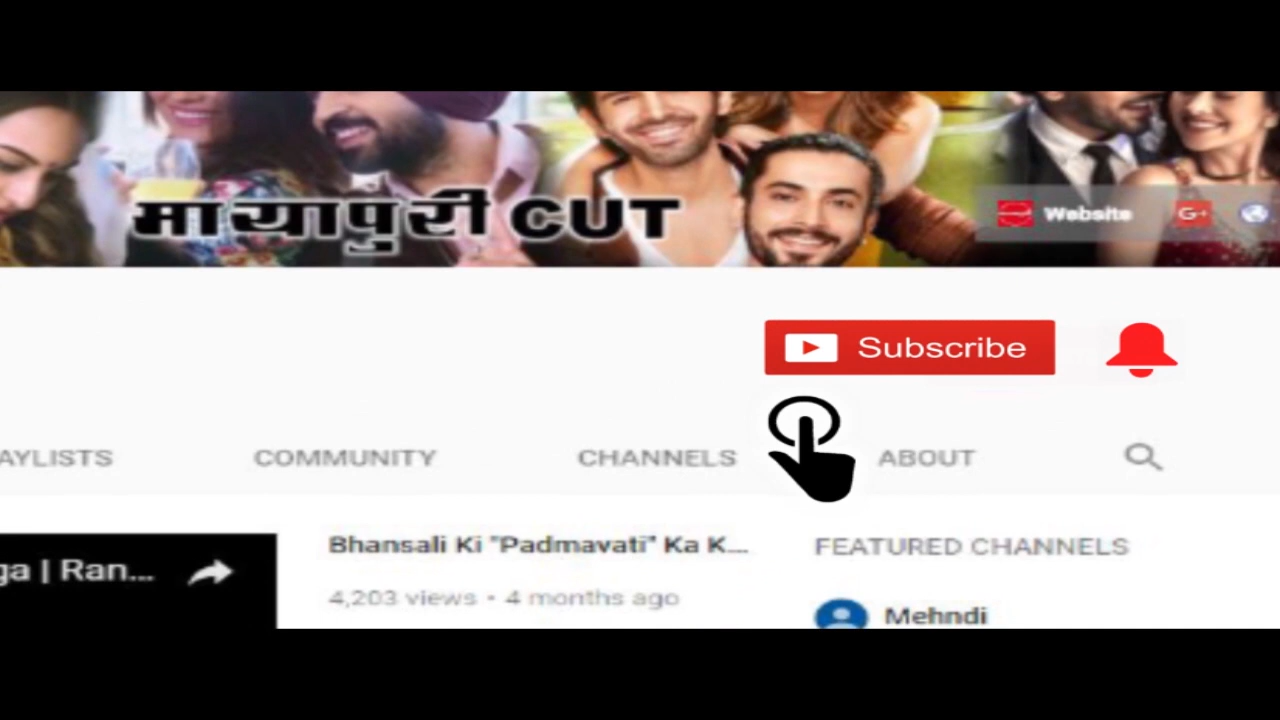 मायापुरी CUT
Website
G+
Subscribe
AYLISTS COMMUNITY CHANNELS ABOUT
ga | Ran...
Bhansali Ki "Padmavati" Ka K...
4,203 views • 4 months ago
FEATURED CHANNELS
Mehndi